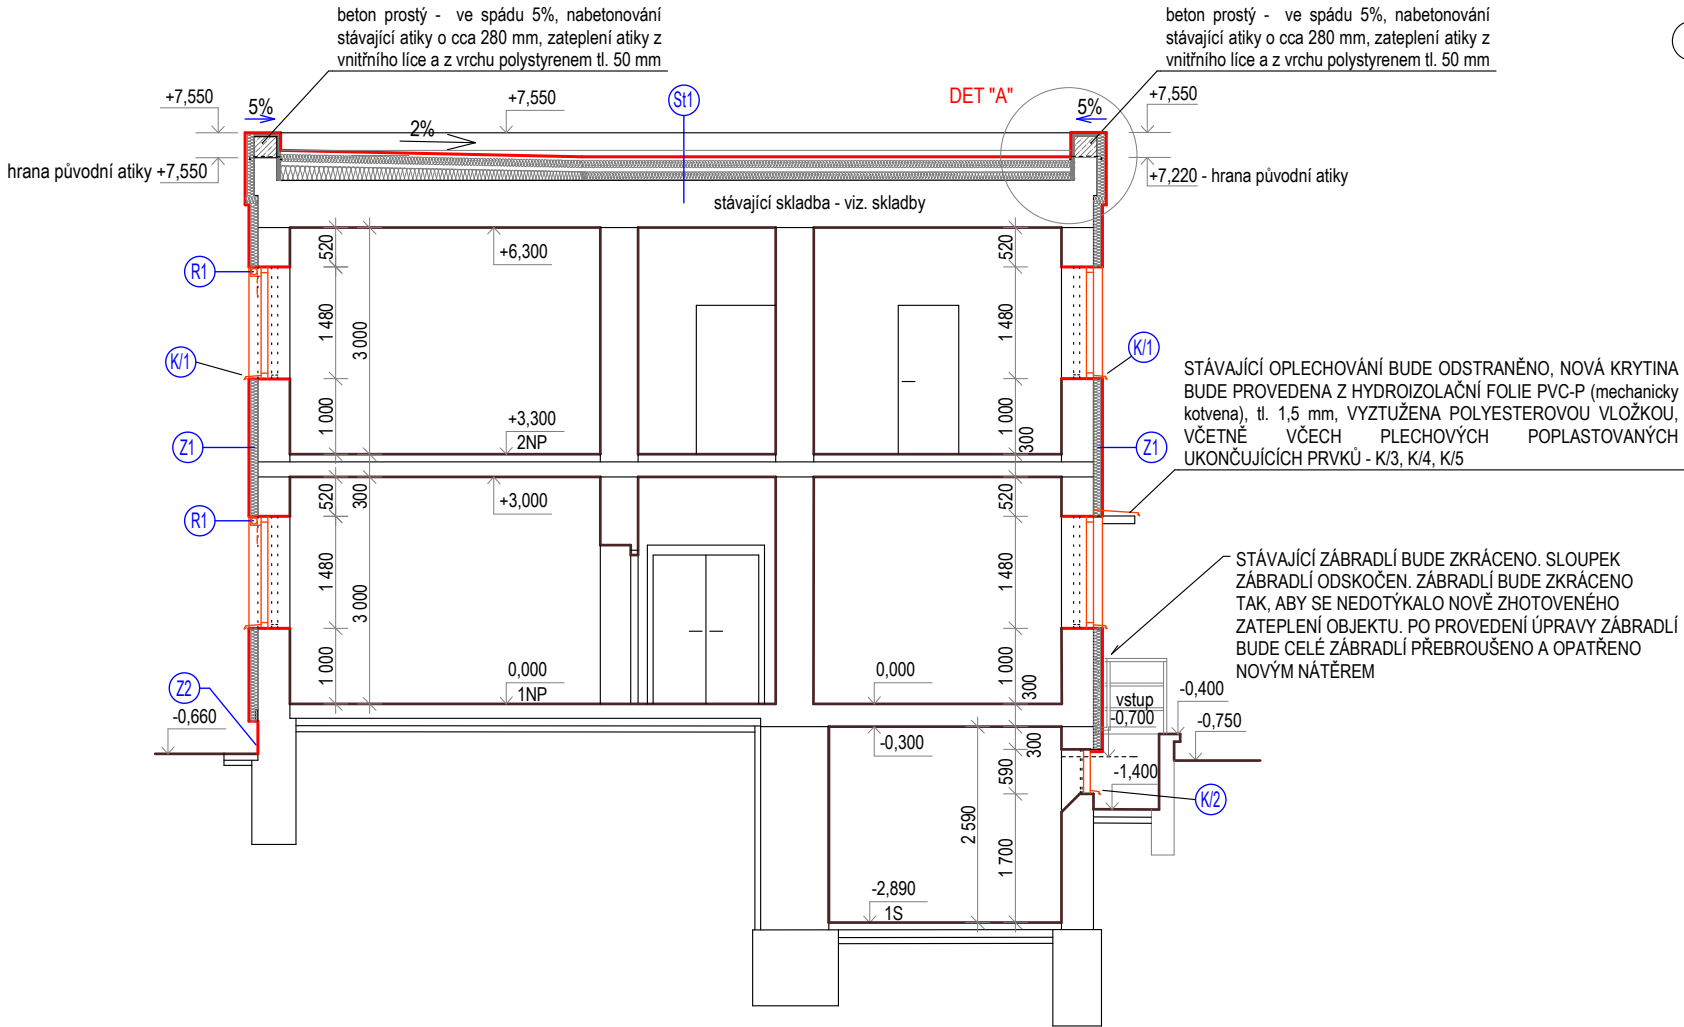 beton prostý - ve spádu 5%, nabetonování
stávající atiky o cca 280 mm, zateplení atiky z
vnitřního líce a z vrchu polystyrenem tl. 50 mm
beton prostý - ve spádu 5%, nabetonování
stávající atiky o cca 280 mm, zateplení atiky z
vnitřního líce a z vrchu polystyrenem tl. 50 mm
+7,550
5%
+7,550
St1
DET "A"
5%
+7,550
2%
hrana původní atiky +7,550
+7,220 - hrana původní atiky
stávající skladba - viz. skladby
520
+6,300
520
R1
1 480
3 000
1 480
K/1
K/1
STÁVAJÍCÍ OPLECHOVÁNÍ BUDE ODSTRANĚNO, NOVÁ KRYTINA
BUDE PROVEDENA Z HYDROIZOLAČNÍ FOLIE PVC-P (mechanicky
kotvena), tl. 1,5 mm, VYZTUŽENA POLYESTEROVOU VLOŽKOU,
VČETNĚ VČECH PLECHOVÝCH POPLASTOVANÝCH
UKONČUJÍCÍCH PRVKŮ - K/3, K/4, K/5
1 000
+3,300
2NP
1 000
300
Z1
Z1
520
300
+3,000
520
R1
1 480
3 000
1 480
STÁVAJÍCÍ ZÁBRADLÍ BUDE ZKRÁCENO. SLOUPEK
ZÁBRADLÍ ODSKOČEN. ZÁBRADLÍ BUDE ZKRÁCENO
TAK, ABY SE NEDOTÝKALO NOVĚ ZHOTOVENÉHO
ZATEPLENÍ OBJEKTU. PO PROVEDENÍ ÚPRAVY ZÁBRADLÍ
BUDE CELÉ ZÁBRADLÍ PŘEBROUŠENO A OPATŘENO
NOVÝM NÁTĚREM
1 000
0,000
1NP
0,000
1 000
300
Z2
-0,660
vstup
-0,700
-0,400
-0,750
-0,300
300
590
-1,400
K/2
2 590
1 700
-2,890
1S